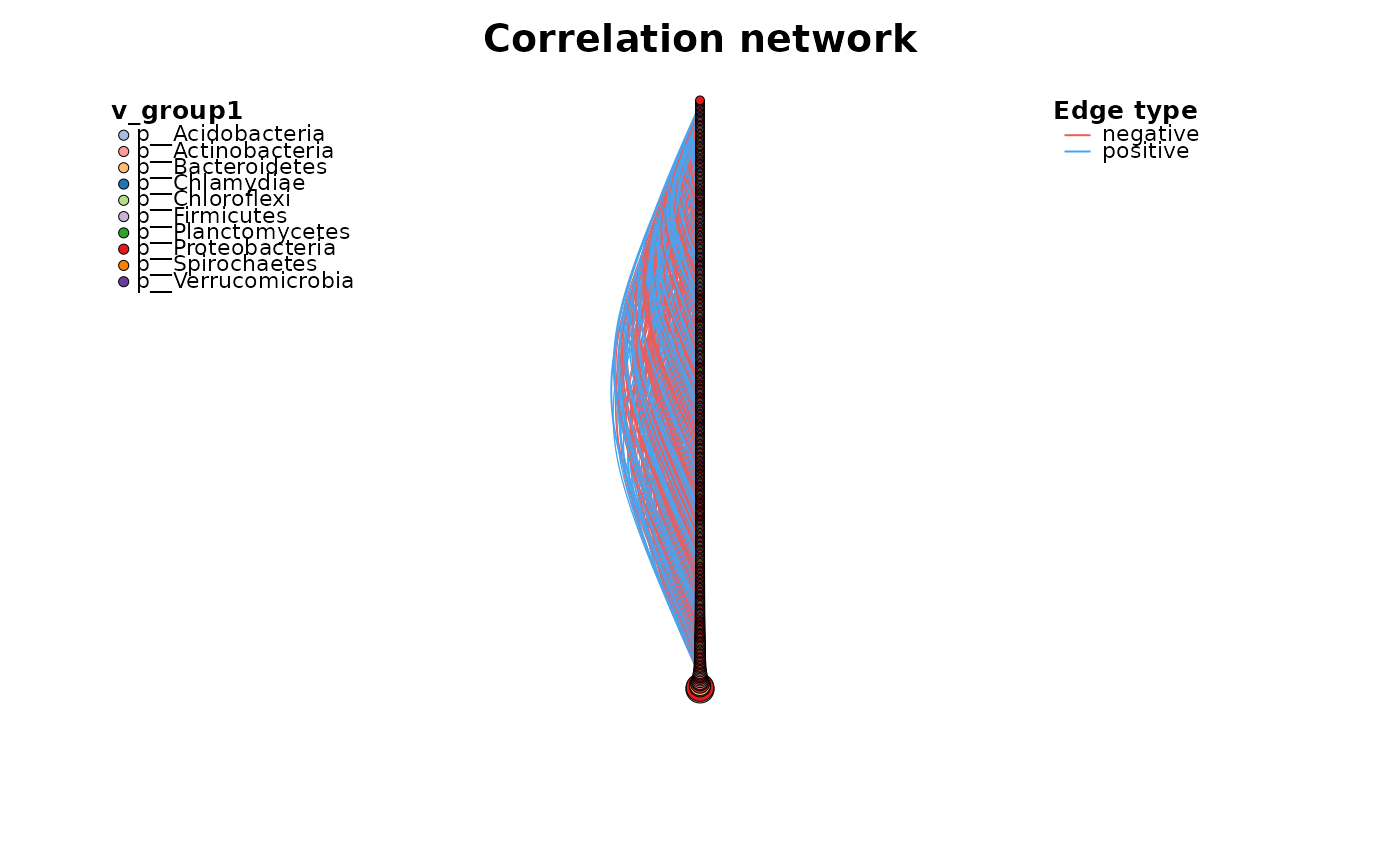 Correlation network
v_group1
p__Acidobacteria
p__Actinobacteria
p__Bacteroidetes
p__Chlamydiae
p__Chloroflexi
p__Firmicutes
p__Planctomycetes
p__Proteobacteria
p__Spirochaetes
p__Verrucomicrobia
Edge type
negative
positive